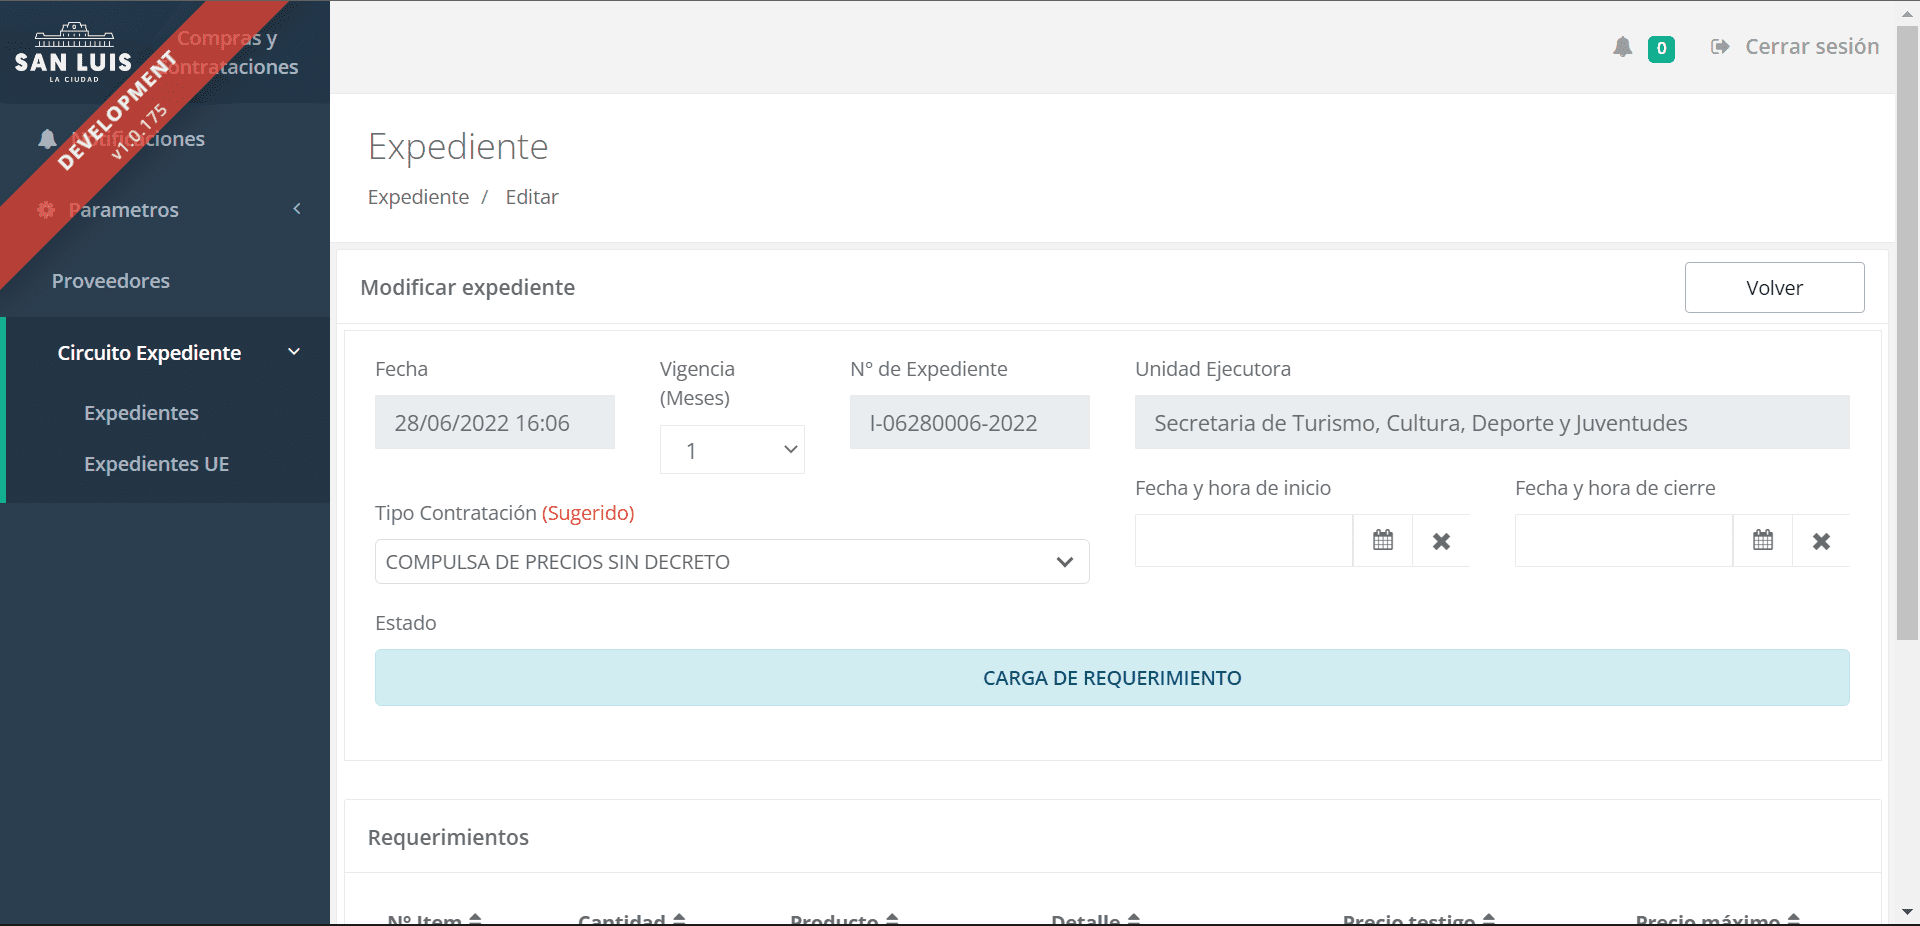 SAN LUIS
LA CIUDAD
Compras y
Contrataciones
DEVELOPMENT
v1.0.175
Notificaciones
Parametros
Proveedores
Circuito Expediente
Expedientes
Expedientes UE
0
Cerrar sesión
Expediente
Expediente / Editar
Modificar expediente
Volver
Fecha
28/06/2022 16:06
Vigencia
(Meses)
1
N° de Expediente
I-06280006-2022
Unidad Ejecutora
Secretaria de Turismo, Cultura, Deporte y Juventudes
Tipo Contratación (Sugerido)
COMPULSA DE PRECIOS SIN DECRETO
Fecha y hora de inicio
Fecha y hora de cierre
Estado
CARGA DE REQUERIMIENTO
Requerimientos
Nº Item
Cantidad
Producto
Detalle
Precio testigo
Precio máximo